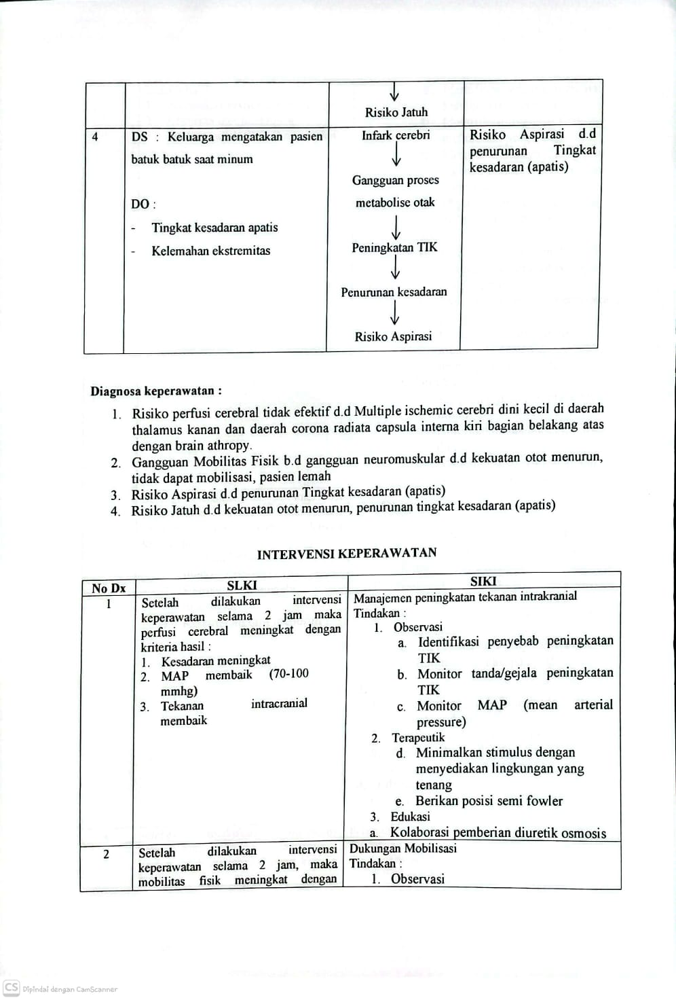 Risiko Jatuh
4
DS : Keluarga mengatakan pasien
batuk batuk saat minum
DO :
- Tingkat kesadaran apatis
- Kelemahan ekstremitas
Infark cerebri
Gangguan proses
metabolise otak
Peningkatan TIK
Penurunan kesadaran
Risiko Aspirasi
Risiko Aspirasi d.d
penurunan Tingkat
kesadaran (apatis)
Diagnosa keperawatan :
1. Risiko perfusi cerebral tidak efektif d.d Multiple ischemic cerebri dini kecil di daerah
thalamus kanan dan daerah corona radiata capsula interna kiri bagian belakang atas
dengan brain athropy.
2. Gangguan Mobilitas Fisik b.d gangguan neuromuskular d.d kekuatan otot menurun,
tidak dapat mobilisasi, pasien lemah
3. Risiko Aspirasi d.d penurunan Tingkat kesadaran (apatis)
4. Risiko Jatuh d.d kekuatan otot menurun, penurunan tingkat kesadaran (apatis)
INTERVENSI KEPERAWATAN
No Dx
SLKI
SIKI
1
Setelah dilakukan intervensi
keperawatan selama 2 jam maka
perfusi cerebral meningkat dengan
kriteria hasil :
1. Kesadaran meningkat
2. MAP membaik (70-100
mmhg)
3. Tekanan intracranial
membaik
Manajemen peningkatan tekanan intrakranial
Tindakan :
1. Observasi
a. Identifikasi penyebab peningkatan
TIK
b. Monitor tanda/gejala peningkatan
TIK
c. Monitor MAP (mean arterial
pressure)
2. Terapeutik
d. Minimalkan stimulus dengan
menyediakan lingkungan yang
tenang
e. Berikan posisi semi fowler
3. Edukasi
a. Kolaborasi pemberian diuretik osmosis
2
Setelah dilakukan intervensi
keperawatan selama 2 jam, maka
mobilitas fisik meningkat dengan
Dukungan Mobilisasi
Tindakan :
1. Observasi
CS Dipindai dengan CamScanner